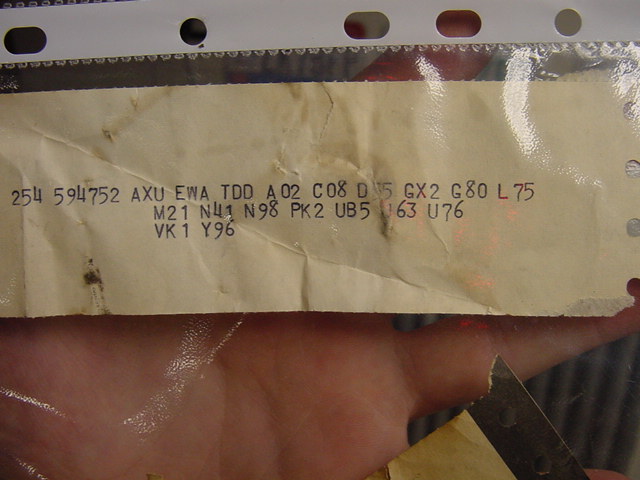 254 594752 AXU EWA TDD A02 C08 GX2 G80 L75
M21 N41 N98 PK2 UB5 U76
VK1 Y96